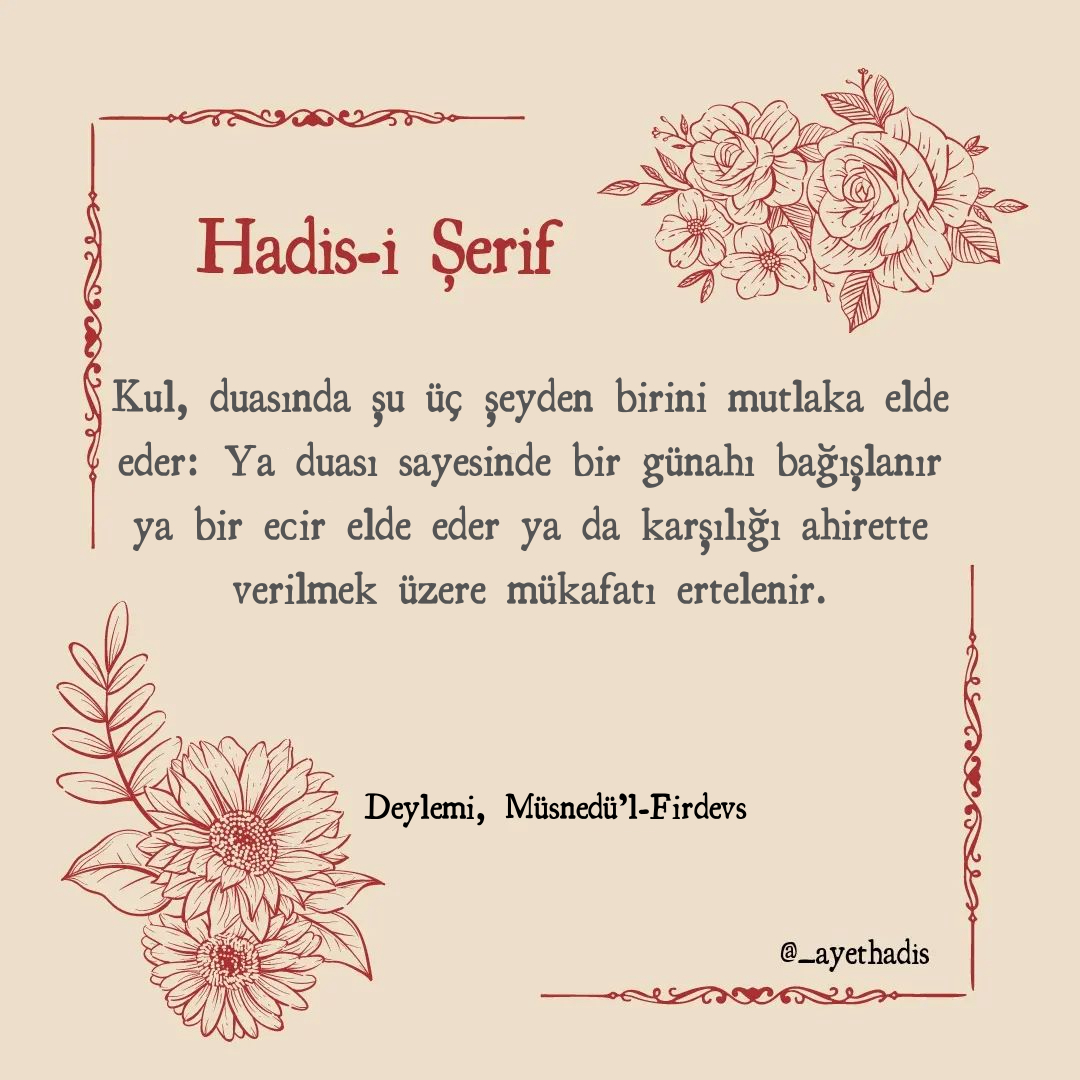 Hadis-i Şerif
Kul, duasında şu üç şeyden birini mutlaka elde
eder: Ya duası sayesinde bir günahı bağışlanır
ya bir ecir elde eder ya da karşılığı ahirette
verilmek üzere mükafatı ertelenir.
Deylemi, Müsnedü'l-Firdevs
@_ayethadis